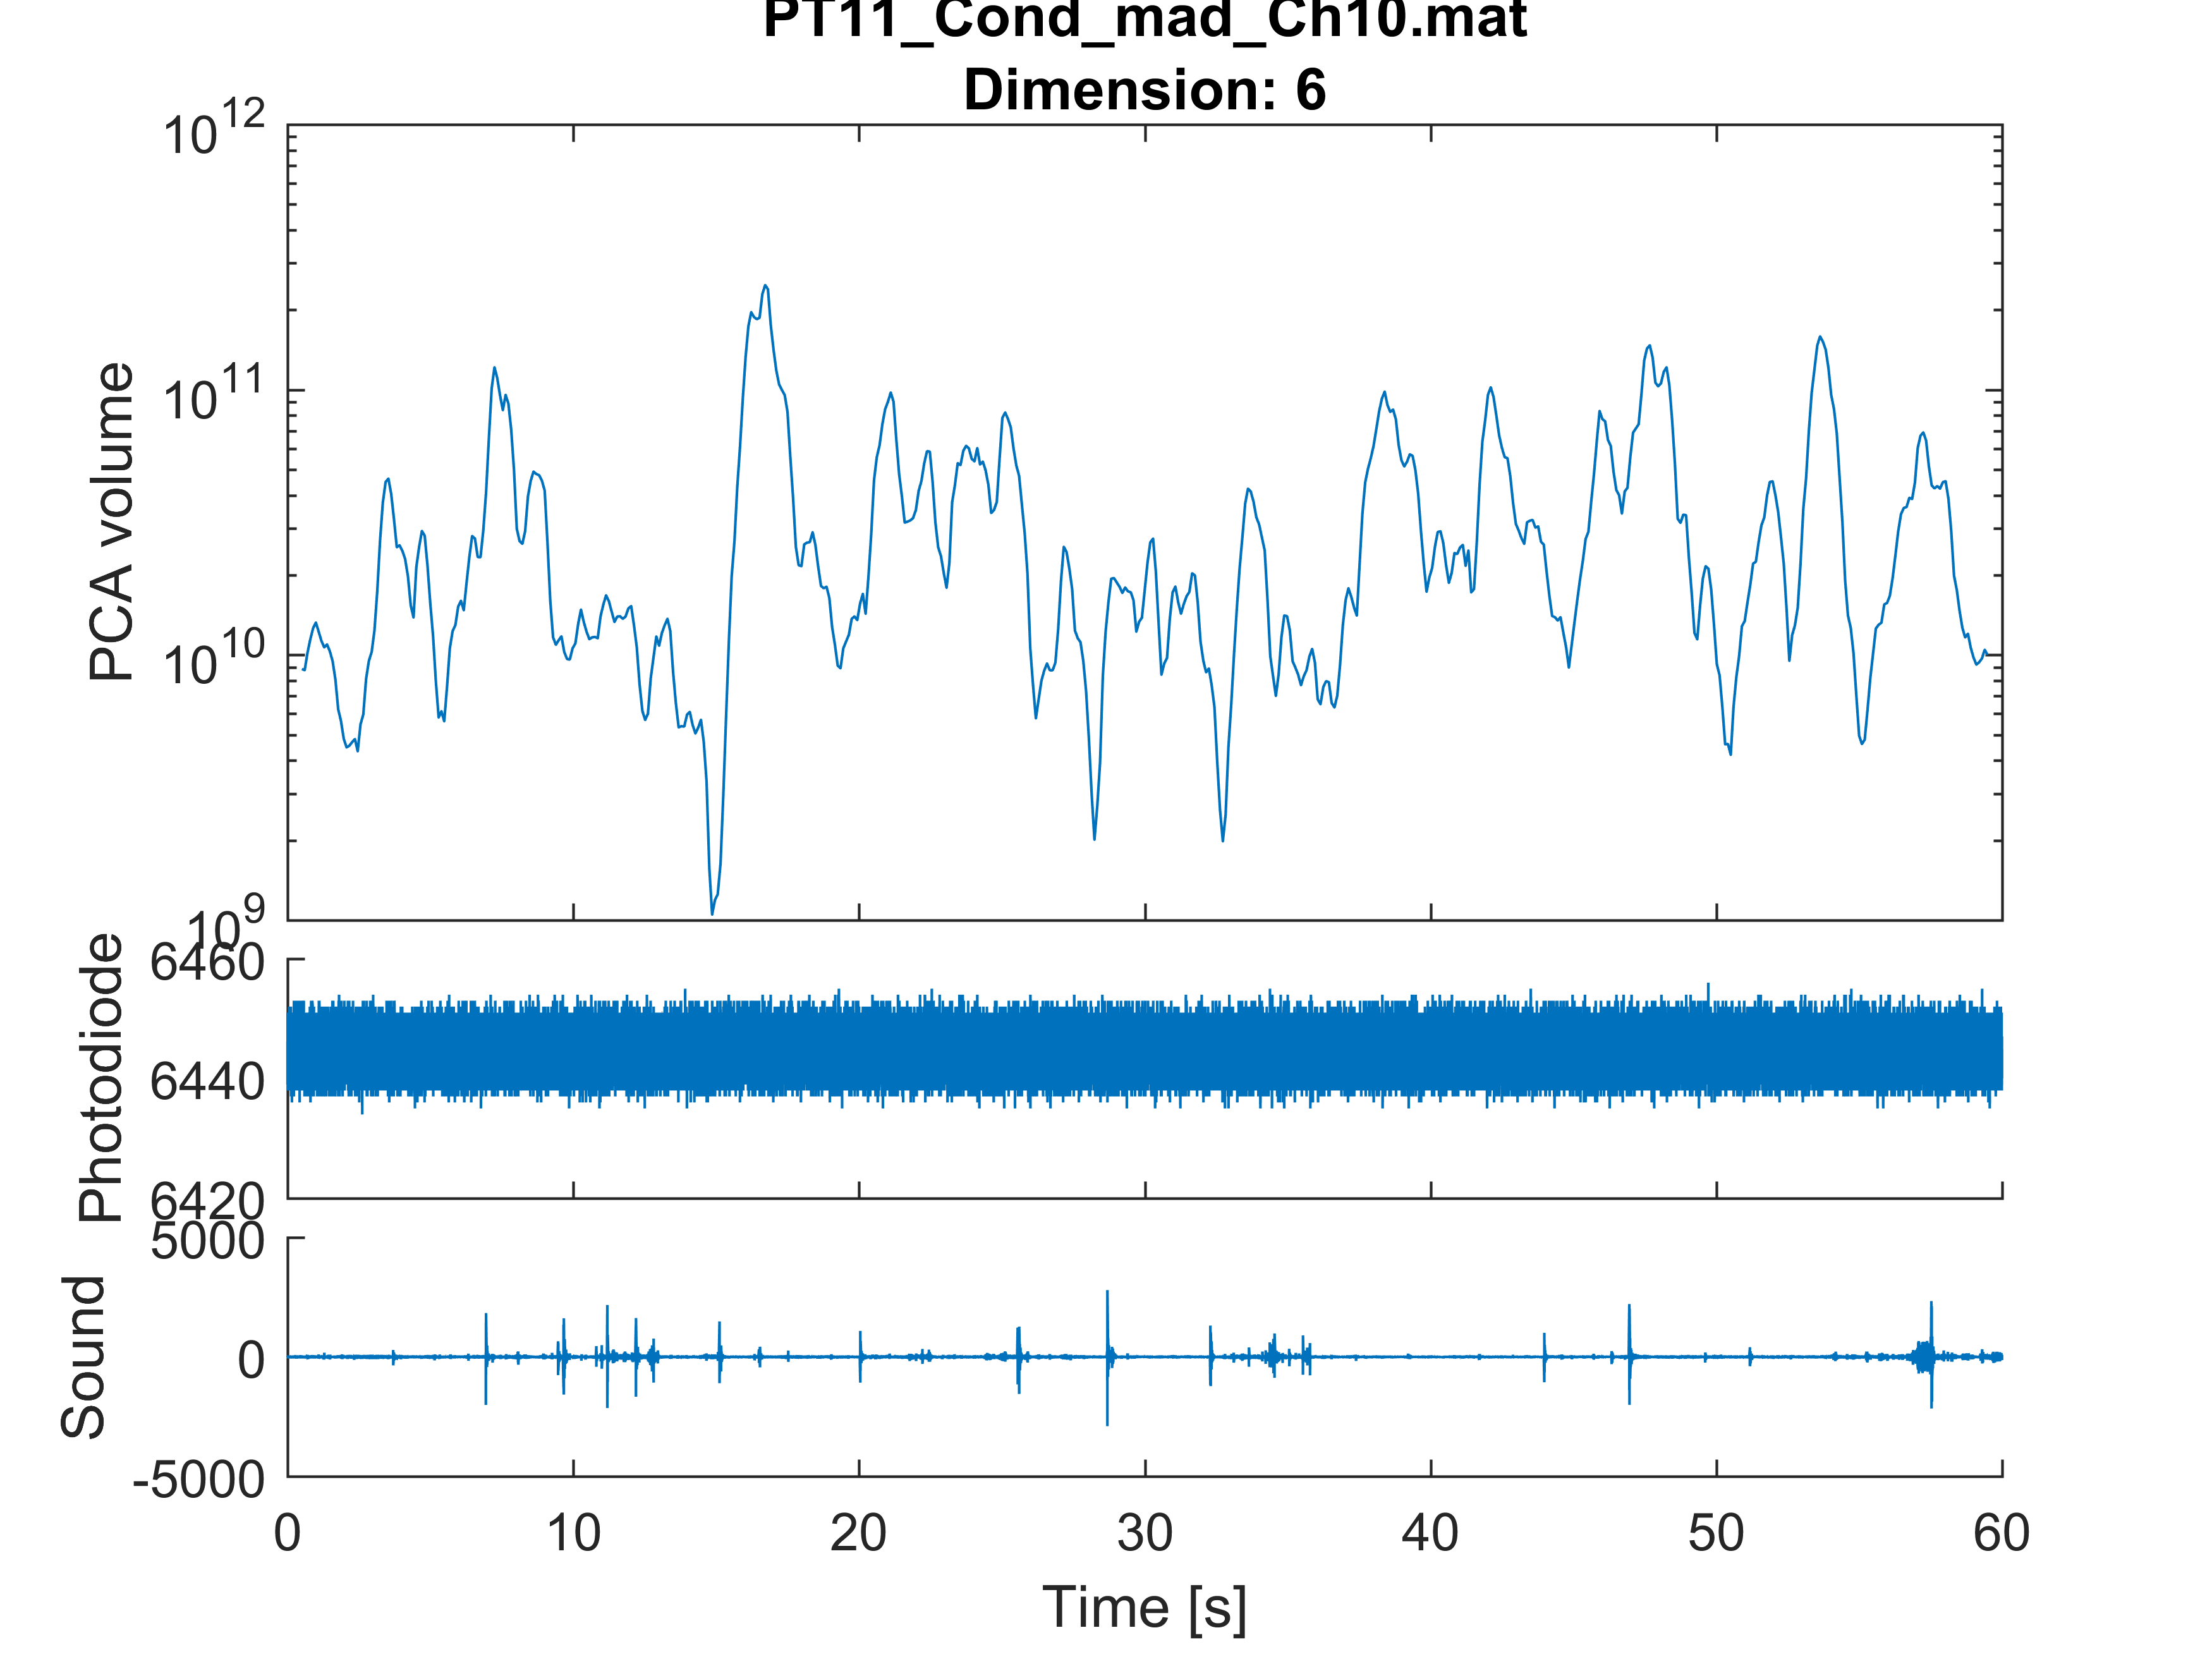 PT11_Cond_mad_Ch10.mat
Dimension: 6
10^12
10^11
10^10
10^9
PCA volume
6460
6440
6420
Photodiode
5000
0
-5000
Sound
0 10 20 30 40 50 60
Time [s]